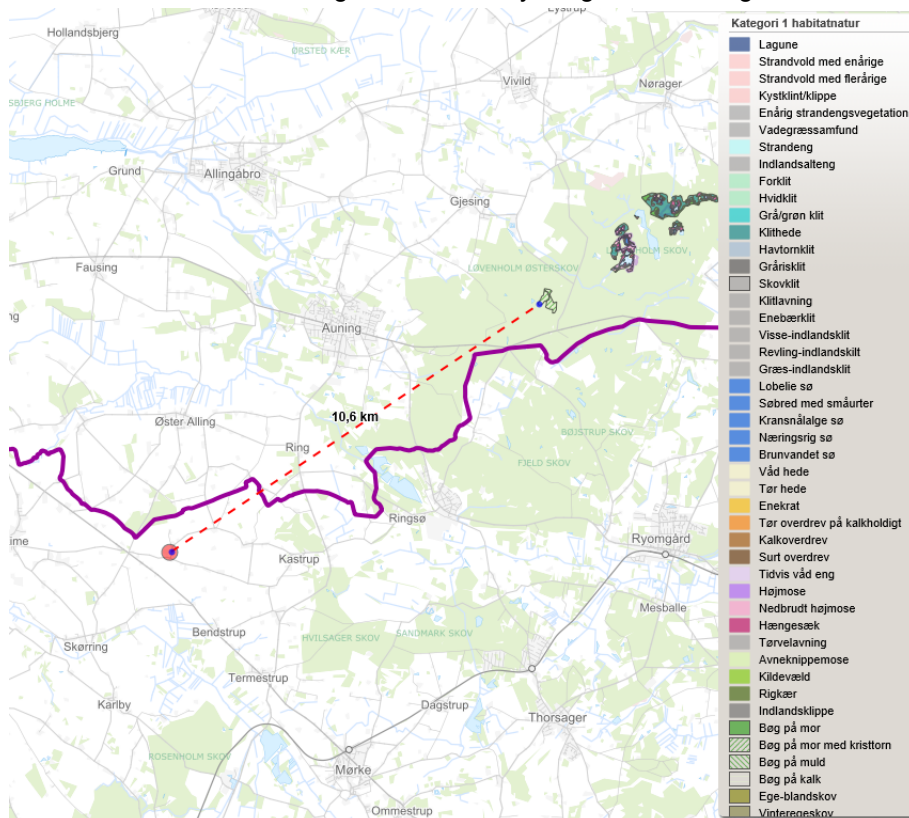 Hollandsbjerg
ØRSTED KÆR
Vivild
Nørager
SBJERG HOLME
Grund
Allingåbro
Gjesing
LØVENHOLM ØSTERSKOV
Fausing
Auning
10,6 km
Øster Alling
Ring
BØJSTRUP SKOV
FJELD SKOV
Ringsø
Ryomgård
Kastrup
Mesballe
Bendstrup
HVILSAGER SKOV
SANDMARK SKOV
Skørring
Termestrup
Karlby
Dagstrup
Thorsager
ROSENHOLM SKOV
Mørke
Ommestrup
Kategori 1 habitatnatur
Lagune
Strandvold med enårige
Strandvold med flerårige
Kystklint/klippe
Enårig strandengsvegetation
Vadegræssamfund
Strandeng
Indlandsalteng
Forklit
Hvidklit
Grå/grøn klit
Klithede
Havtornklit
Grårisklit
Skovklit
Klitlavning
Enebærklit
Visse-indlandsklit
Revling-indlandskilt
Græs-indlandsklit
Lobelie sø
Søbred med småurter
Kransnålalge sø
Næringsrig sø
Brunvandet sø
Våd hede
Tør hede
Enekrat
Tør overdrev på kalkholdigt
Kalkoverdrev
Surt overdrev
Tidvis våd eng
Højmose
Nedbrudt højmose
Hængesæk
Tørvelavning
Avneknippemose
Kildevæld
Rigkær
Indlandsklippe
Bøg på mor
Bøg på mor med kristtorn
Bøg på muld
Bøg på kalk
Ege-blandskov
Vinteregeskov